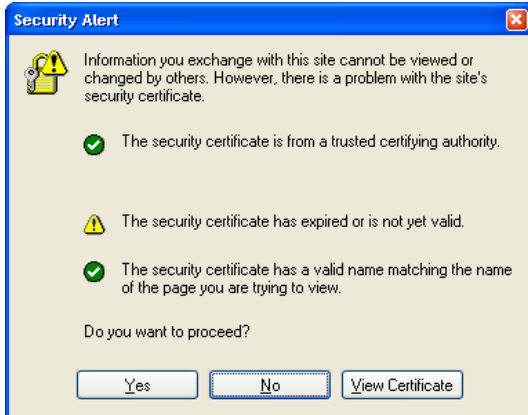 Security Alert
Information you exchange with this site cannot be viewed or
changed by others. However, there is a problem with the site's
security certificate.
The security certificate is from a trusted certifying authority.
The security certificate has expired or is not yet valid.
The security certificate has a valid name matching the name
of the page you are trying to view.
Do you want to proceed?
Yes No View Certificate